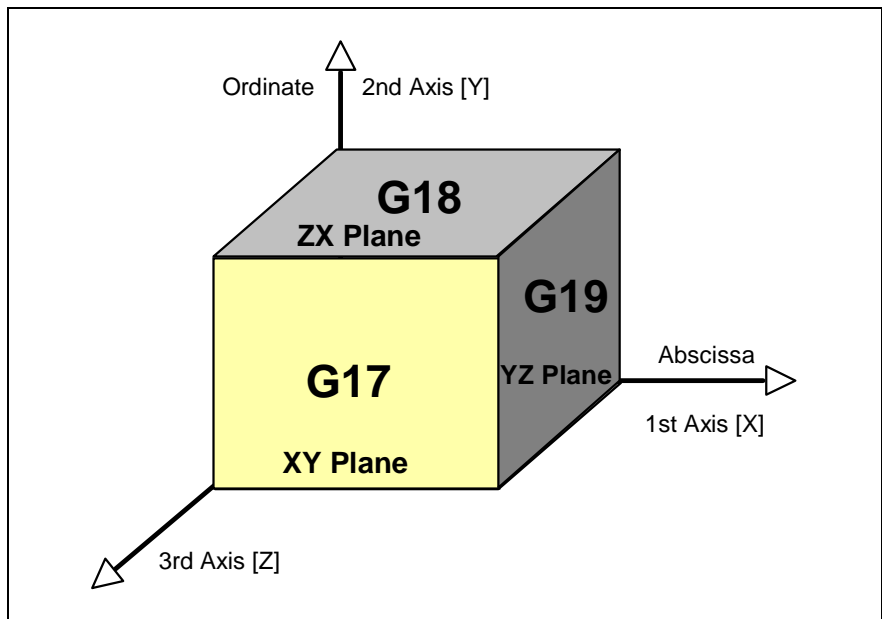 Ordinate 2nd Axis [Y]
G18
ZX Plane
G19
YZ Plane
G17
XY Plane
Abscissa
1st Axis [X]
3rd Axis [Z]